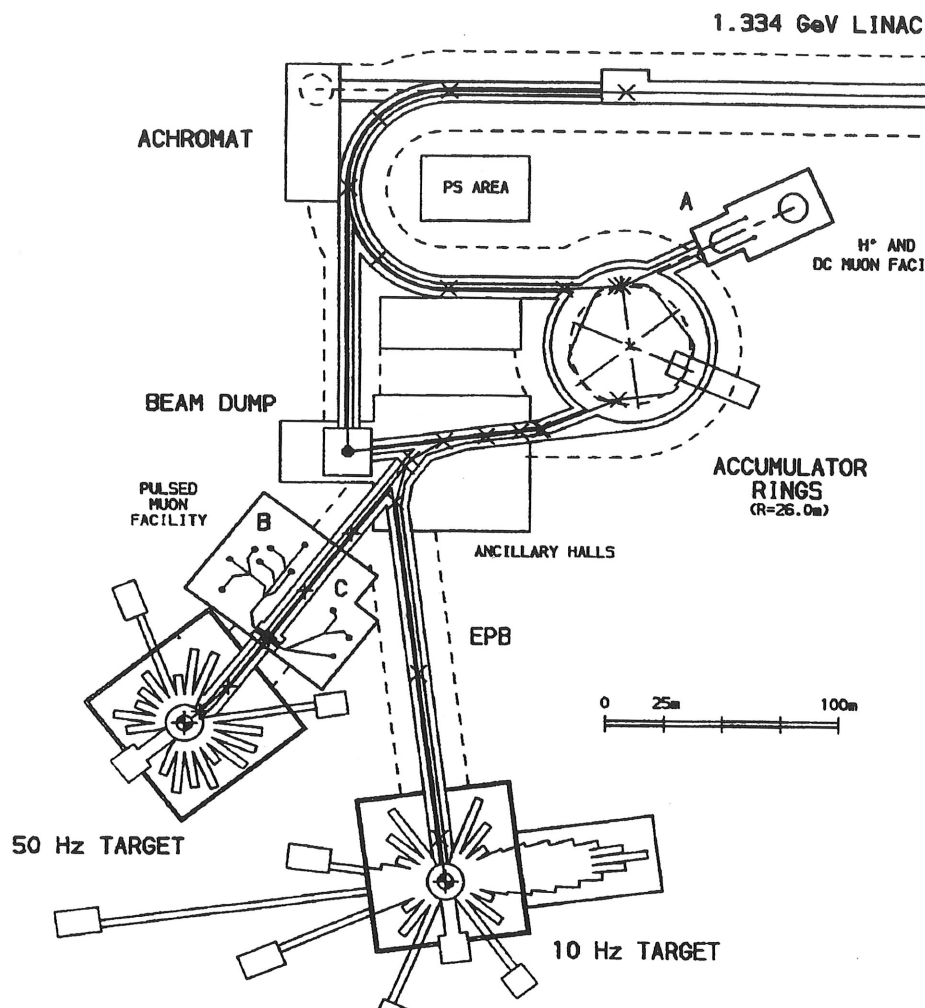 1.334 GeV LINAC
ACHROMAT
PS AREA
A
H° AND
DC MUON FACI
BEAM DUMP
ACCUMULATOR
RINGS
(R=26.0m)
PULSED
MUON
FACILITY
B
ANCILLARY HALLS
C
EPB
0 25m 100m
50 Hz TARGET
10 Hz TARGET